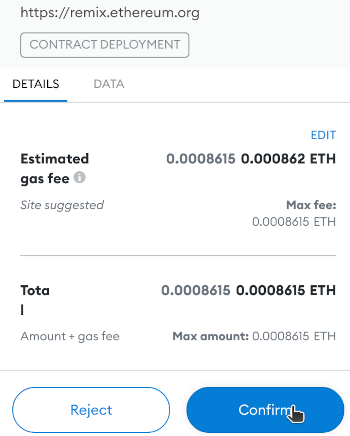 https://remix.ethereum.org
CONTRACT DEPLOYMENT
DETAILS DATA
EDIT
Estimated 0.0008615 0.000862 ETH
gas fee
Site suggested Max fee:
0.0008615 ETH
Tota 0.0008615 0.0008615 ETH
l
Amount + gas fee Max amount: 0.0008615 ETH
Reject Confirm